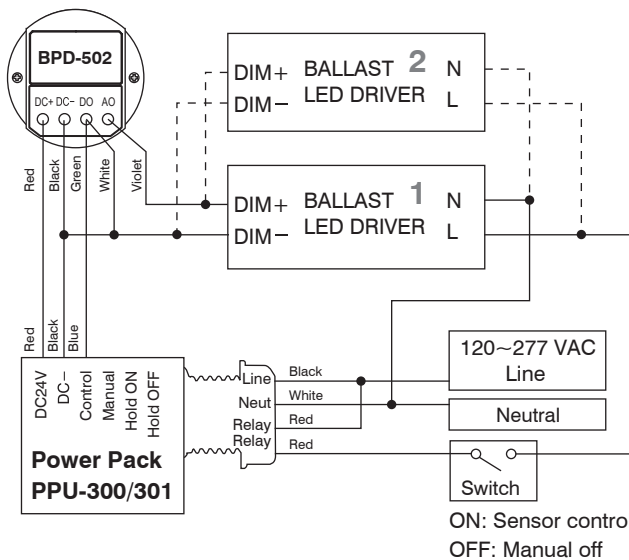 BPD-502
DC+ DC− DO AO
Red
Black
Green
White
Violet
DIM+ BALLAST 2 N
DIM− LED DRIVER L
DIM+ BALLAST 1 N
DIM− LED DRIVER L
Red
Black
Blue
DC24V
DC−
Control
Manual
Hold ON
Hold OFF
Power Pack
PPU-300/301
Line
Neut
Relay
Relay
Black
White
Red
Red
120~277 VAC
Line
Neutral
Switch
ON: Sensor contro
OFF: Manual off